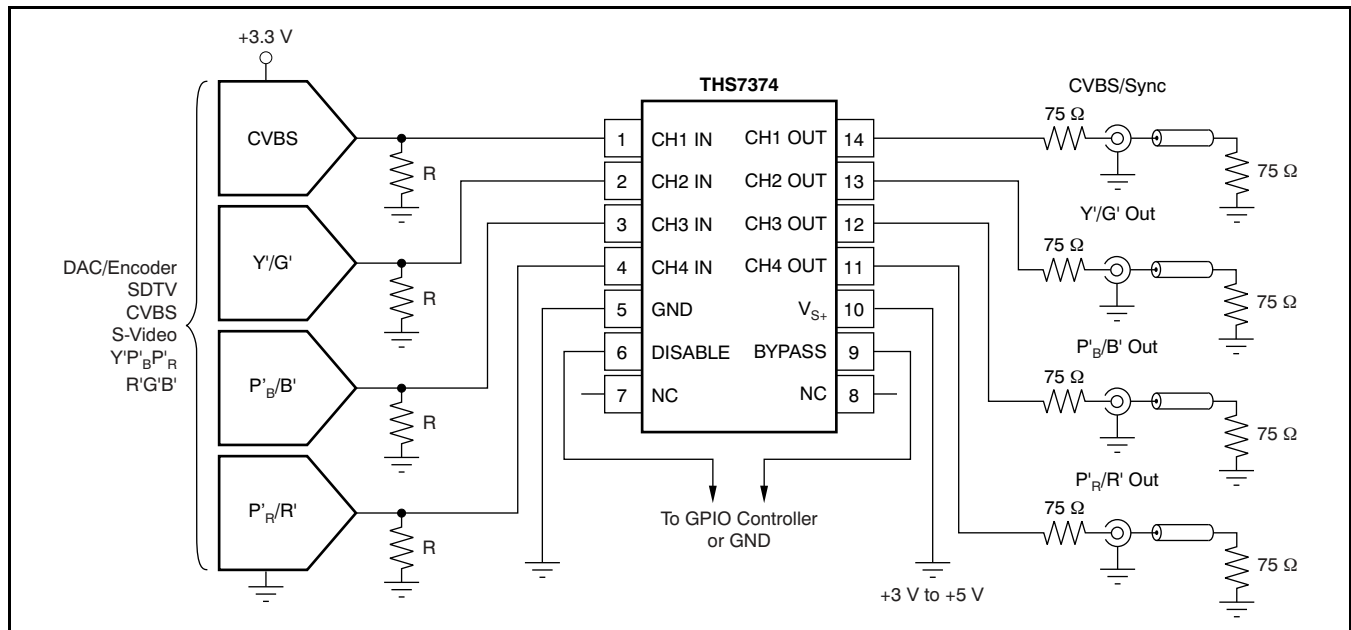 +3.3 V
THS7374
CVBS/Sync
75 Ω
CVBS
1
CH1 IN
CH1 OUT
14
R
75 Ω
2
CH2 IN
CH2 OUT
13
Y'/G' Out
3
CH3 IN
CH3 OUT
12
75 Ω
Y'/G'
4
CH4 IN
CH4 OUT
11
DAC/Encoder
SDTV
CVBS
S-Video
Y'P'BP'R
R'G'B'
R
75 Ω
5
GND
VS+
10
6
DISABLE
BYPASS
9
P'B/B' Out
75 Ω
7
NC
NC
8
P'B/B'
R
75 Ω
P'R/R' Out
75 Ω
P'R/R'
To GPIO Controller
or GND
R
75 Ω
+3 V to +5 V